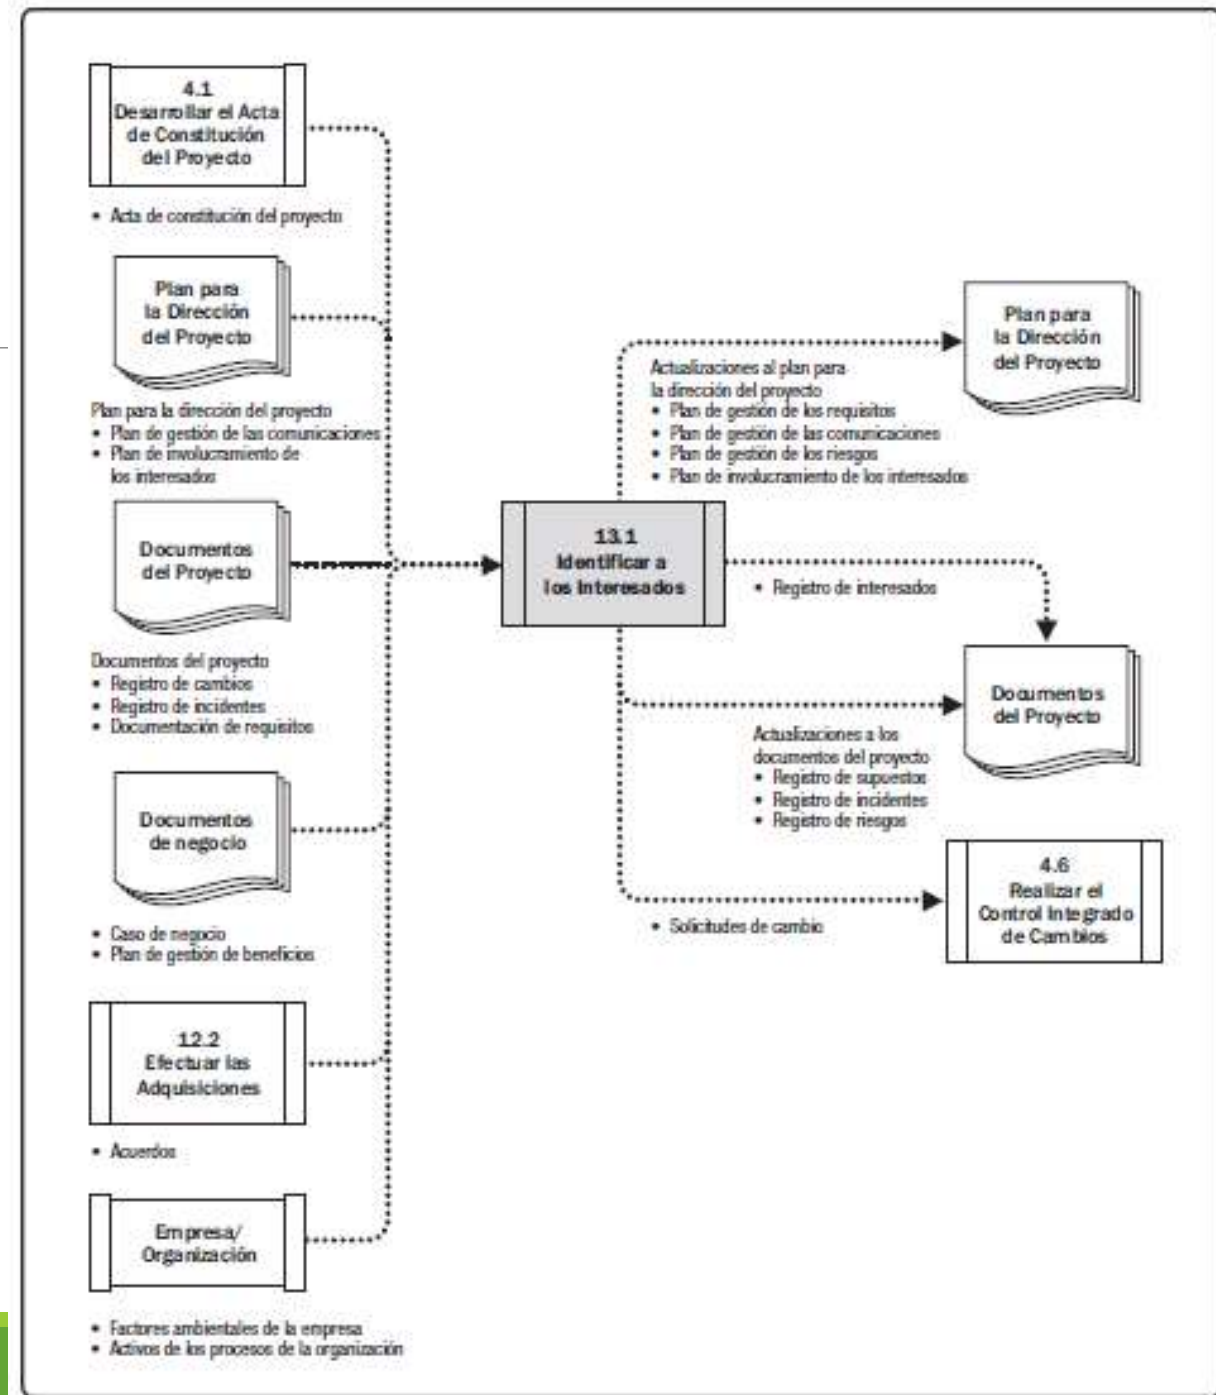 4.1
Desarrollar el Acta
de Constitución
del Proyecto
• Acta de constitución del proyecto
Plan para
la Dirección
del Proyecto
Plan para la dirección del proyecto
• Plan de gestión de las comunicaciones
• Plan de involucramiento de
los interesados
Documentos
del Proyecto
Documentos del proyecto
• Registro de cambios
• Registro de incidentes
• Documentación de requisitos
Documentos
de negocio
• Caso de negocio
• Plan de gestión de beneficios
12.2
Efectuar las
Adquisiciones
• Acuerdos
Empresa/
Organización
• Factores ambientales de la empresa
• Activos de los procesos de la organización
13.1
Identificar a
los Interesados
Actualizaciones al plan para
la dirección del proyecto
• Plan de gestión de los requisitos
• Plan de gestión de las comunicaciones
• Plan de gestión de los riesgos
• Plan de involucramiento de los interesados
Plan para
la Dirección
del Proyecto
• Registro de interesados
Documentos
del Proyecto
Actualizaciones a los
documentos del proyecto
• Registro de supuestos
• Registro de incidentes
• Registro de riesgos
• Solicitudes de cambio
4.6
Realizar el
Control Integrado
de Cambios